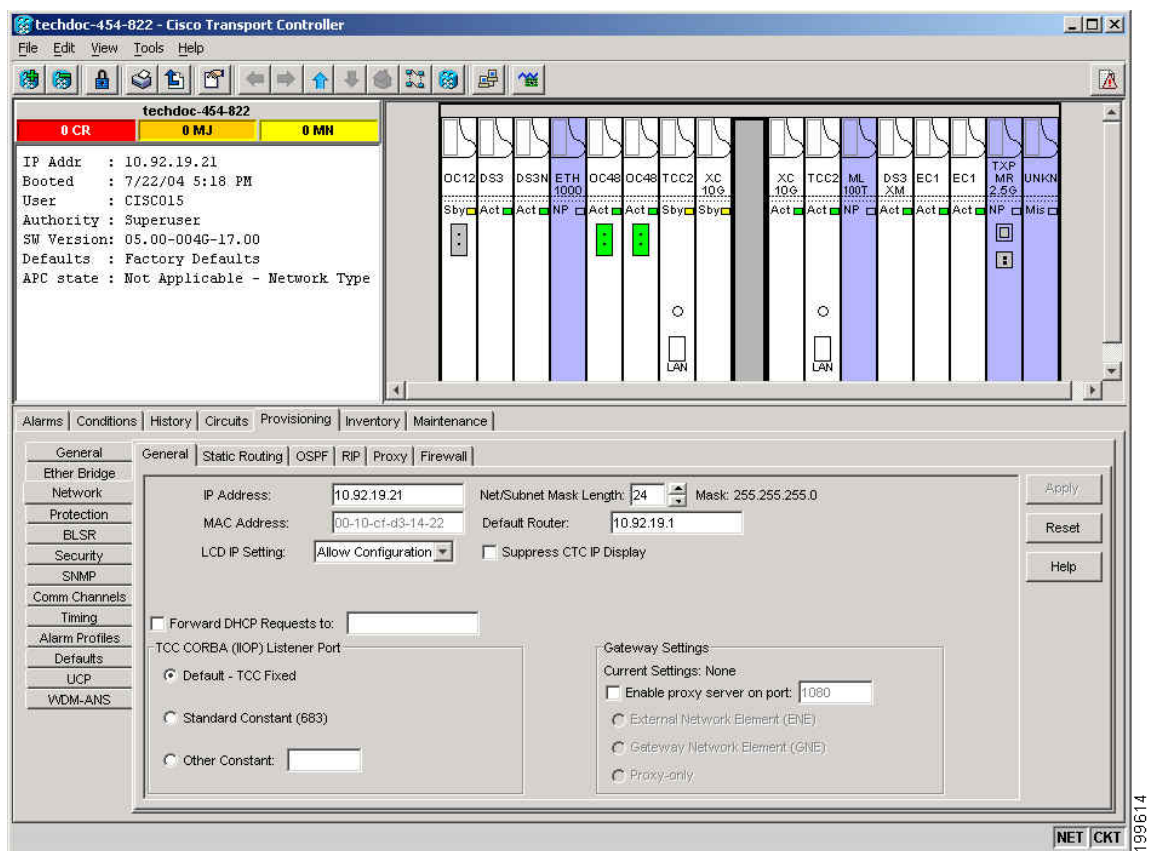 techdoc-454-822 - Cisco Transport Controller
File Edit View Tools Help
techdoc-454-822
0 CR 0 MJ 0 MN
IP Addr : 10.92.19.21
Booted : 7/22/04 5:18 PM
User : CISCO15
Authority : Superuser
SW Version: 05.00-004G-17.00
Defaults : Factory Defaults
APC state : Not Applicable - Network Type
OC12 DS3 DS3N ETH 1000 OC48 OC48 TCC2 XC 10G XC 10G TCC2 ML 100T DS3 XM EC1 EC1 TXP MR 2.5G UNKN
Sby Act Act NP Act Act Sby Sby Act Act NP Act Act Act NP Mis
LAN LAN
Alarms Conditions History Circuits Provisioning Inventory Maintenance
General
Ether Bridge
Network
Protection
BLSR
Security
SNMP
Comm Channels
Timing
Alarm Profiles
Defaults
UCP
WDM-ANS
General Static Routing OSPF RIP Proxy Firewall
IP Address: 10.92.19.21 Net/Subnet Mask Length: 24 Mask: 255.255.255.0
MAC Address: 00-10-cf-d3-14-22 Default Router: 10.92.19.1
LCD IP Setting: Allow Configuration Suppress CTC IP Display
Forward DHCP Requests to:
TCC CORBA (IIOP) Listener Port
Default - TCC Fixed
Standard Constant (683)
Other Constant:
Gateway Settings
Current Settings: None
Enable proxy server on port: 1080
External Network Element (ENE)
Gateway Network Element (GNE)
Proxy-only
Apply
Reset
Help
NET CKT
199614